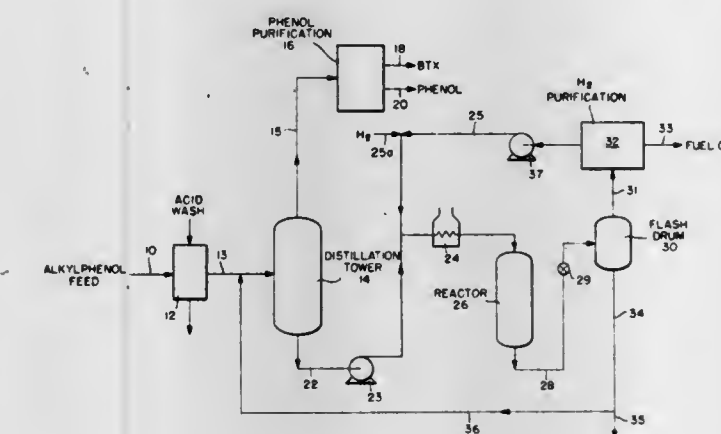 PHENOL
PURIFICATION
16
18
BTX
PHENOL
20
15
H2
25a
25
37
H2
PURIFICATION
32
33
FUEL
31
ACID
WASH
10
13
ALKYLPHENOL
FEED
12
DISTILLATION
TOWER
14
24
REACTOR
26
FLASH
DRUM
30
29
34
22
23
28
35
36